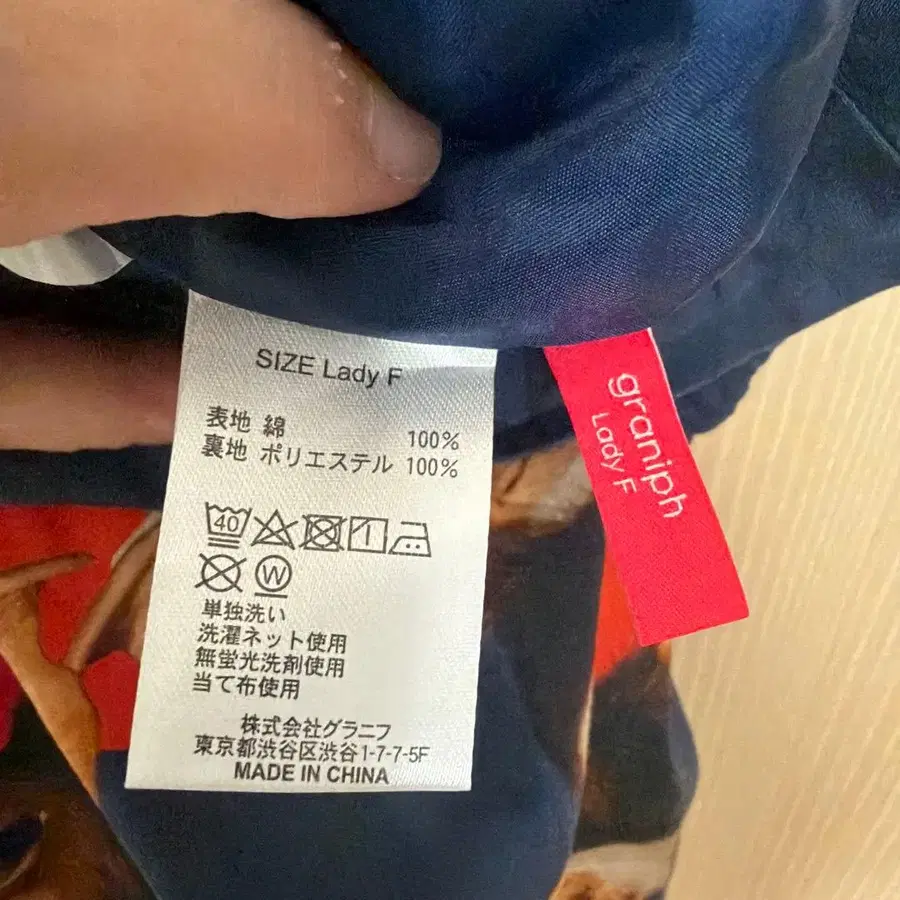 SIZE Lady F
表地 綿 100%
裏地 ポリエステル 100%
40
W
単独洗い
洗濯ネット使用
無蛍光洗剤使用
当て布使用
株式会社グラニフ
東京都渋谷区渋谷1-7-7-5F
MADE IN CHINA
graniph
Lady F